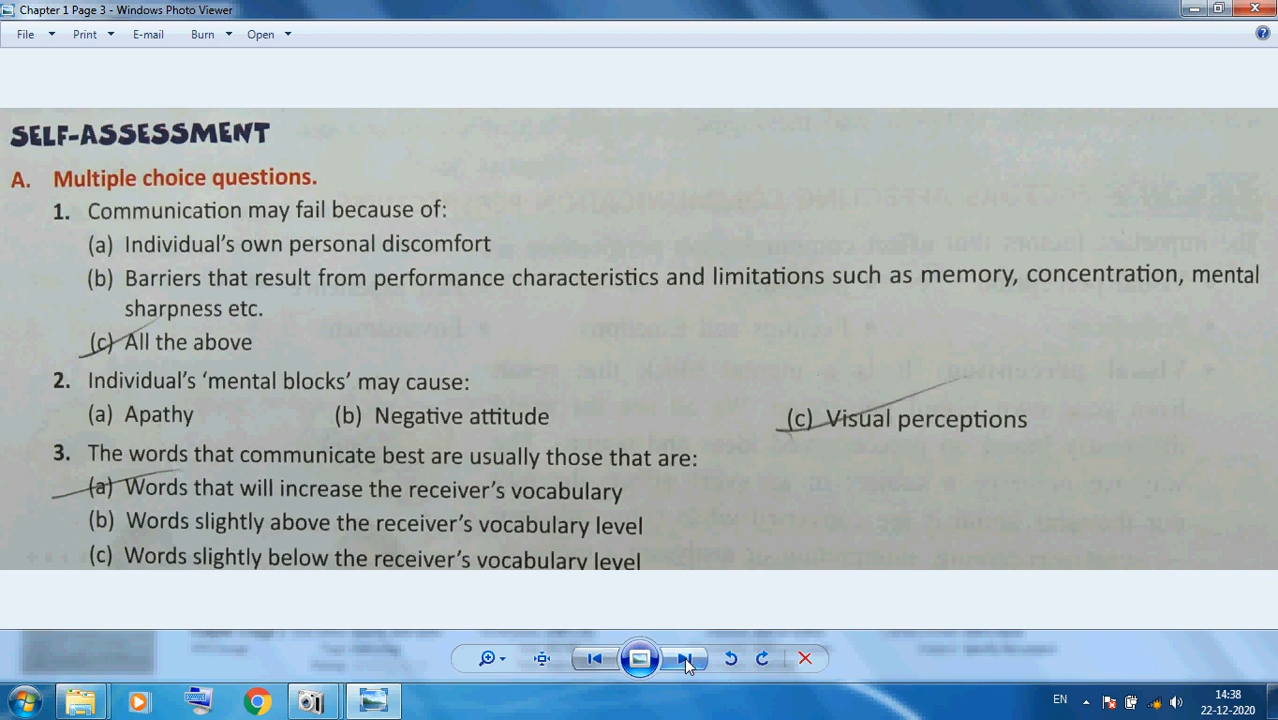 Chapter 1 Page 3 - Windows Photo Viewer
File Print E-mail Burn Open
SELF-ASSESSMENT
A. Multiple choice questions.
1. Communication may fail because of:
(a) Individual's own personal discomfort
(b) Barriers that result from performance characteristics and limitations such as memory, concentration, mental
sharpness etc.
(c) All the above
2. Individual's 'mental blocks' may cause:
(a) Apathy (b) Negative attitude (c) Visual perceptions
3. The words that communicate best are usually those that are:
(a) Words that will increase the receiver's vocabulary
(b) Words slightly above the receiver's vocabulary level
(c) Words slightly below the receiver's vocabulary level
EN
14:38
22-12-2020